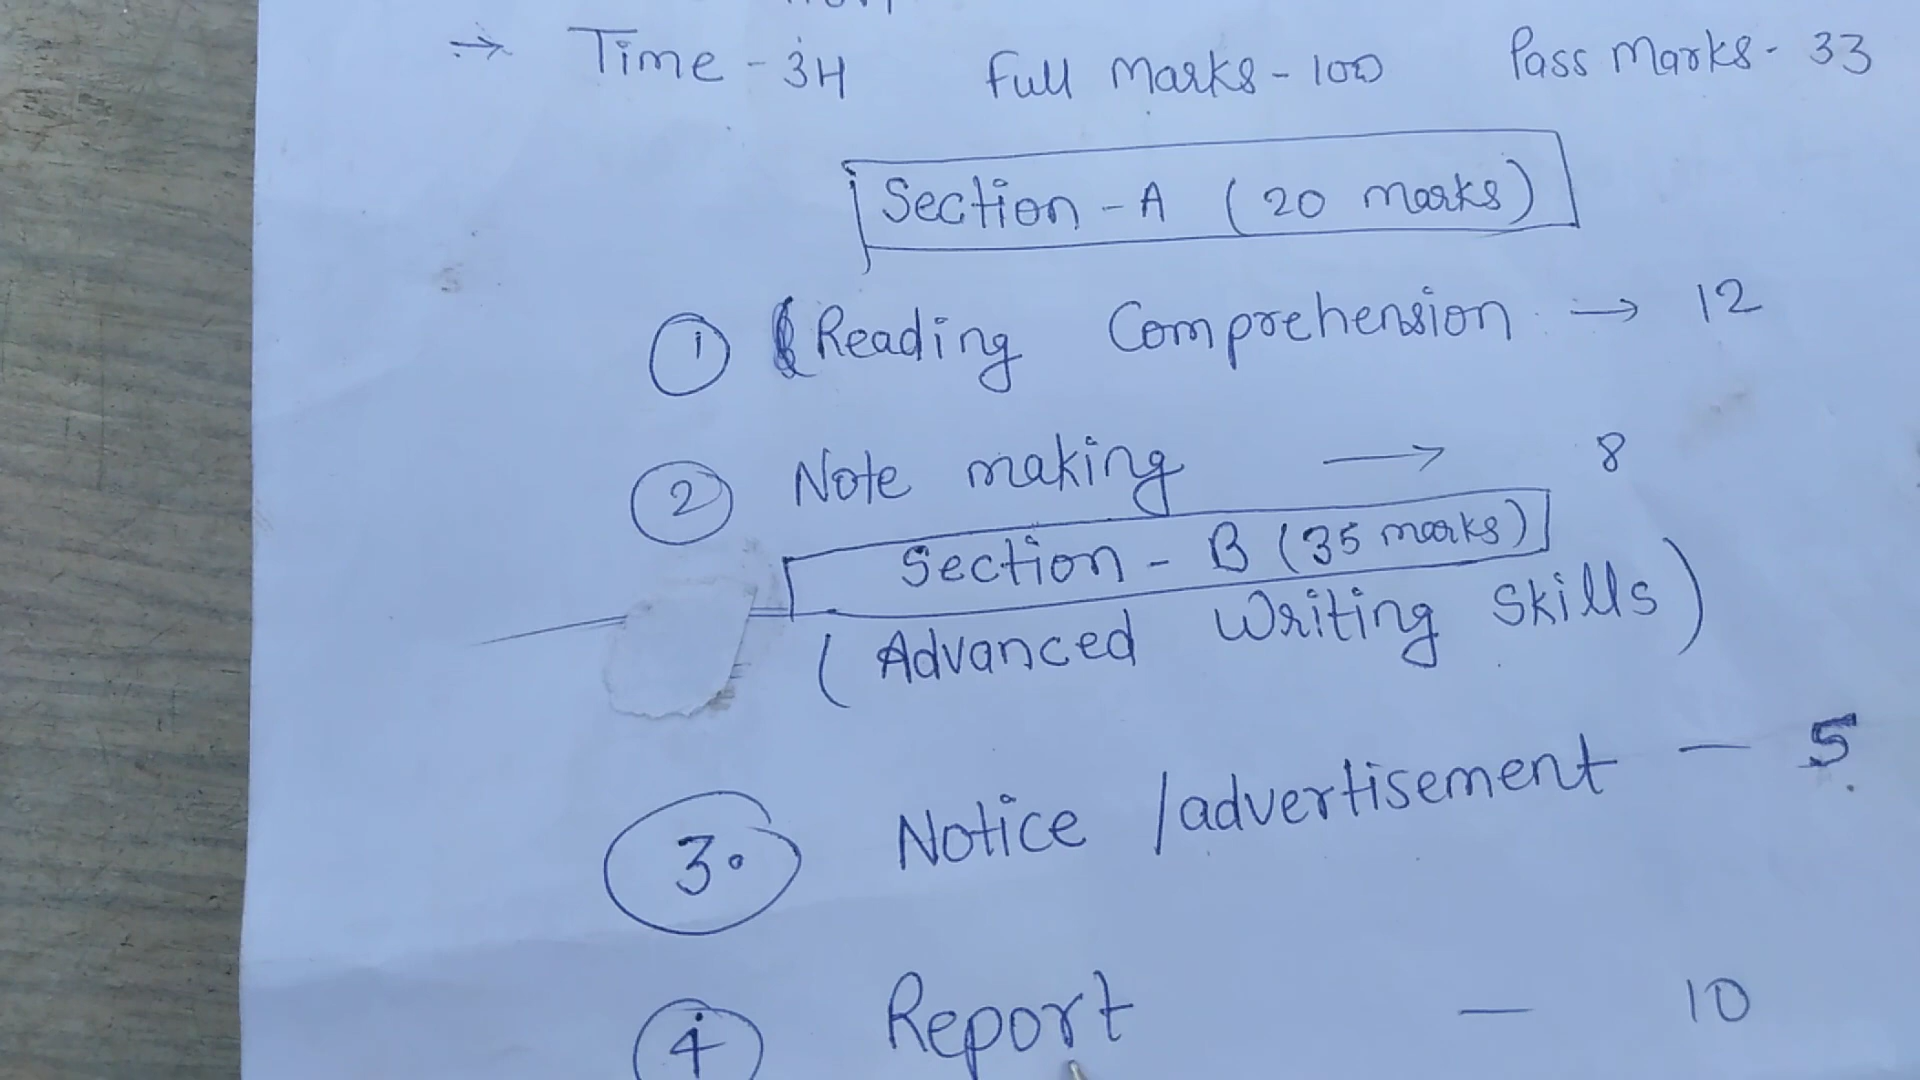 → Time - 3H Full Marks - 100 Pass Marks - 33
Section - A (20 marks)
① Reading Comprehension → 12
② Note making → 8
Section - B (35 marks)
(Advanced Writing Skills)
3. Notice /advertisement - 5
4 Report - 10